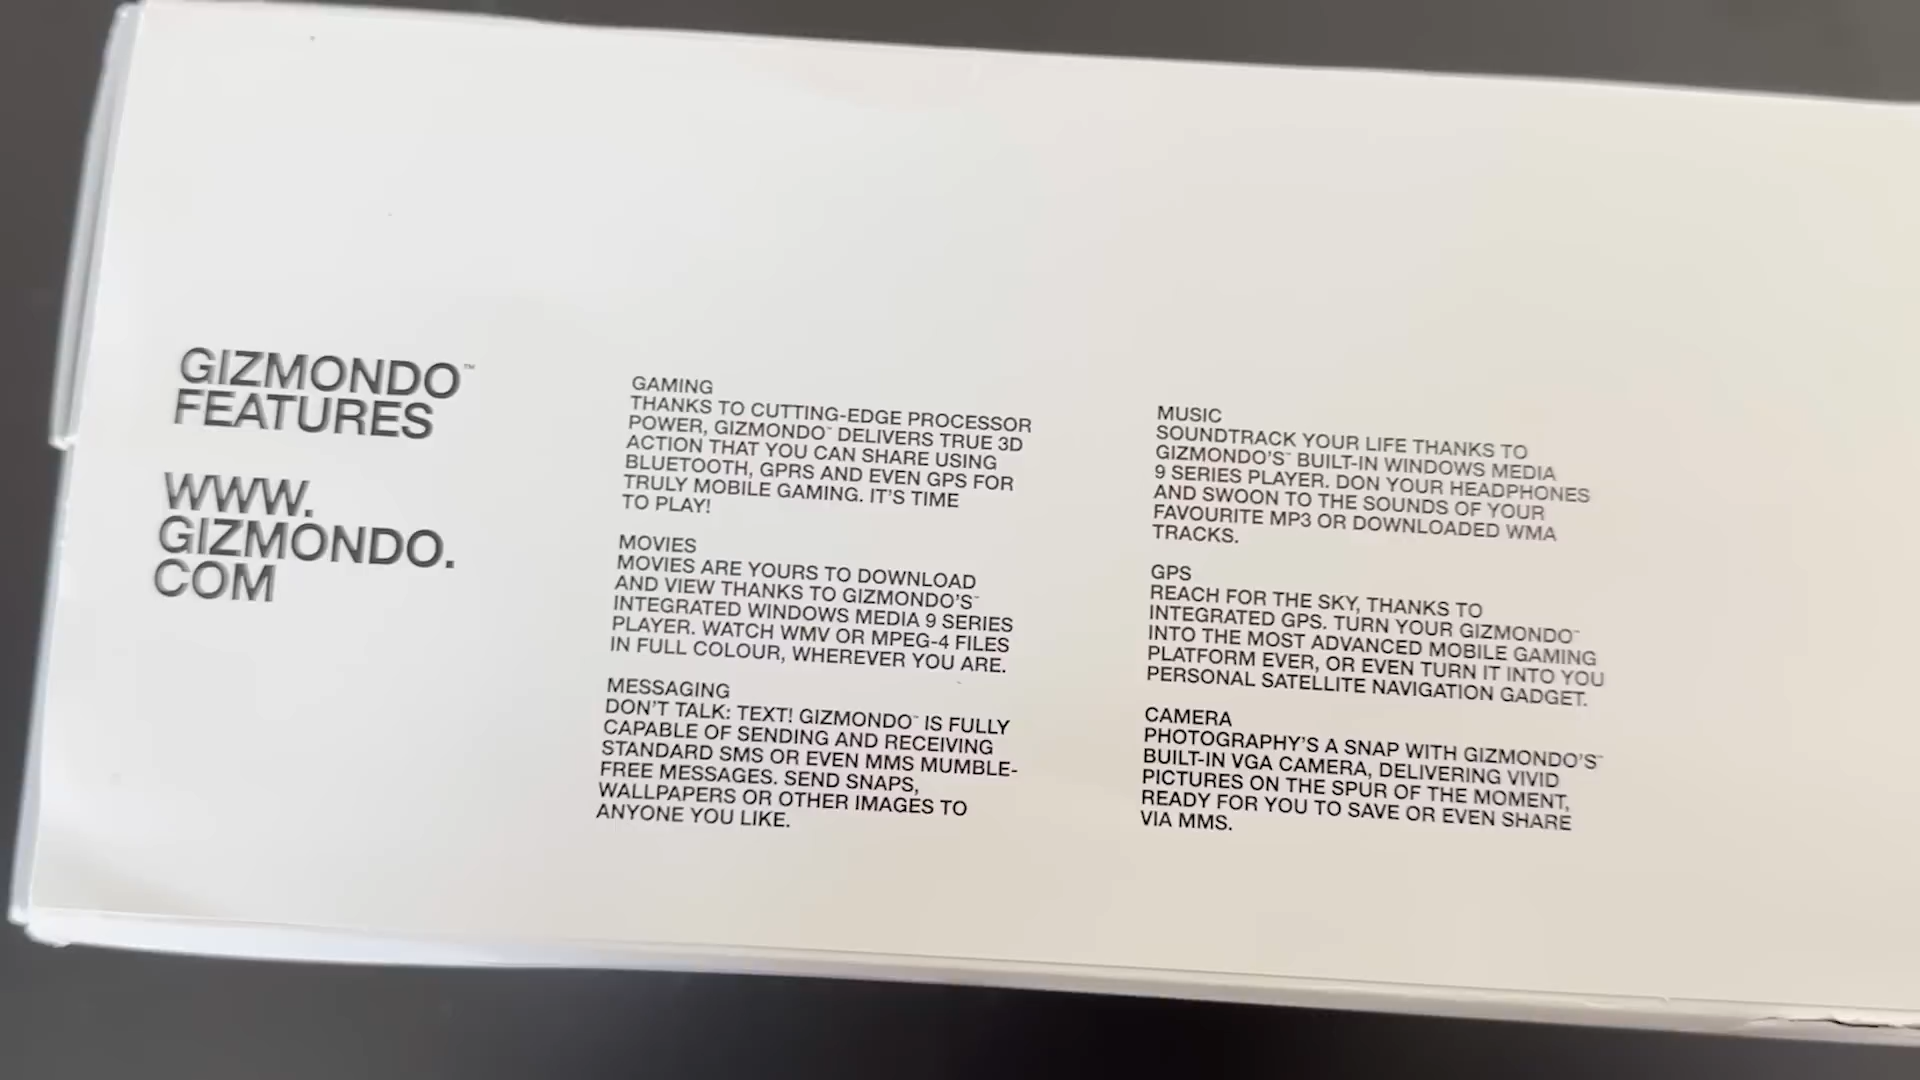 GIZMONDO™
FEATURES
WWW.
GIZMONDO.
COM
GAMING
THANKS TO CUTTING-EDGE PROCESSOR
POWER, GIZMONDO™ DELIVERS TRUE 3D
ACTION THAT YOU CAN SHARE USING
BLUETOOTH, GPRS AND EVEN GPS FOR
TRULY MOBILE GAMING. IT'S TIME
TO PLAY!
MOVIES
MOVIES ARE YOURS TO DOWNLOAD
AND VIEW THANKS TO GIZMONDO'S™
INTEGRATED WINDOWS MEDIA 9 SERIES
PLAYER. WATCH WMV OR MPEG-4 FILES
IN FULL COLOUR, WHEREVER YOU ARE.
MESSAGING
DON'T TALK: TEXT! GIZMONDO™ IS FULLY
CAPABLE OF SENDING AND RECEIVING
STANDARD SMS OR EVEN MMS MUMBLE-
FREE MESSAGES. SEND SNAPS,
WALLPAPERS OR OTHER IMAGES TO
ANYONE YOU LIKE.
MUSIC
SOUNDTRACK YOUR LIFE THANKS TO
GIZMONDO'S™ BUILT-IN WINDOWS MEDIA
9 SERIES PLAYER. DON YOUR HEADPHONES
AND SWOON TO THE SOUNDS OF YOUR
FAVOURITE MP3 OR DOWNLOADED WMA
TRACKS.
GPS
REACH FOR THE SKY, THANKS TO
INTEGRATED GPS. TURN YOUR GIZMONDO™
INTO THE MOST ADVANCED MOBILE GAMING
PLATFORM EVER, OR EVEN TURN IT INTO YOU
PERSONAL SATELLITE NAVIGATION GADGET.
CAMERA
PHOTOGRAPHY'S A SNAP WITH GIZMONDO'S™
BUILT-IN VGA CAMERA, DELIVERING VIVID
PICTURES ON THE SPUR OF THE MOMENT,
READY FOR YOU TO SAVE OR EVEN SHARE
VIA MMS.